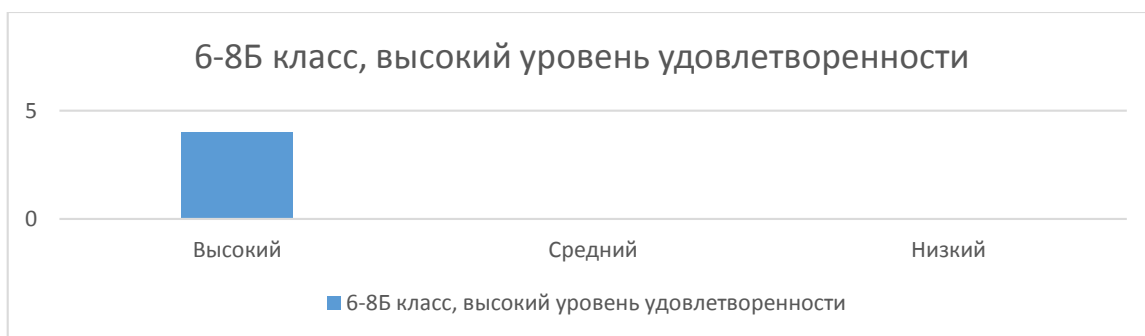 6-8Б класс, высокий уровень удовлетворенности
5
0
Высокий Средний Низкий
6-8Б класс, высокий уровень удовлетворенности